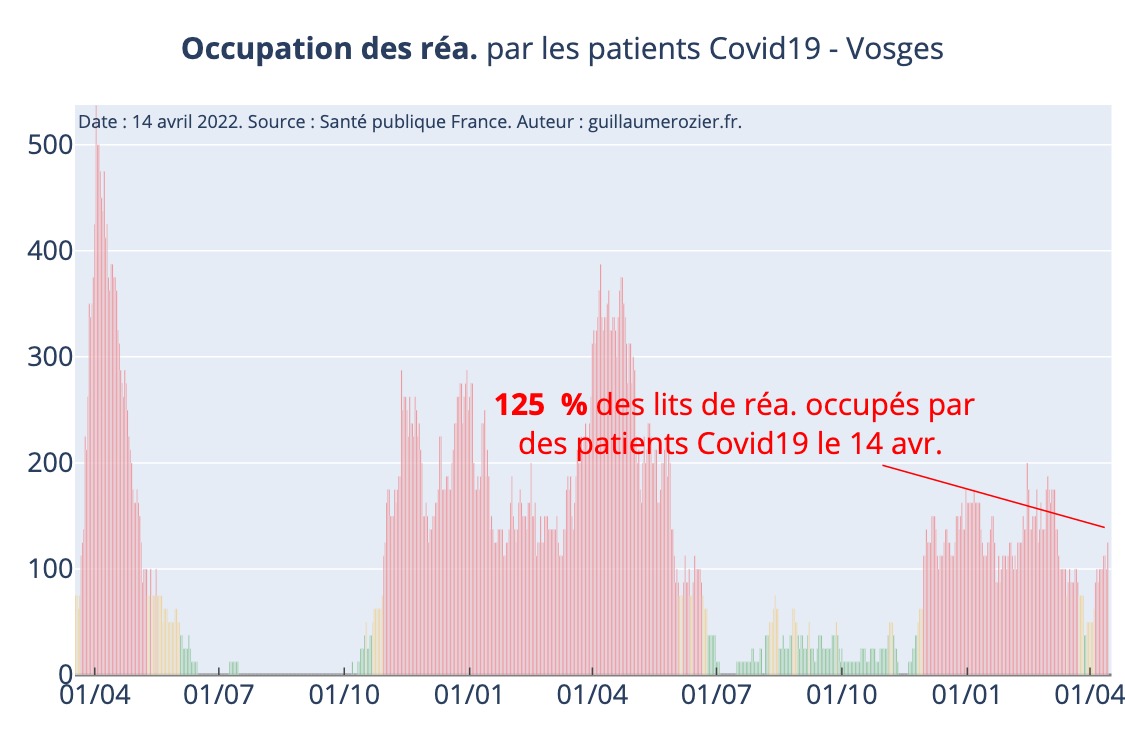 Occupation des réa. par les patients Covid19 - Vosges
Date : 14 avril 2022. Source : Santé publique France. Auteur : guillaumerozier.fr.
500
400
300
125  % des lits de réa. occupés par
des patients Covid19 le 14 avr.
200
100
0
01/04 01/07 01/10 01/01 01/04 01/07 01/10 01/01 01/04